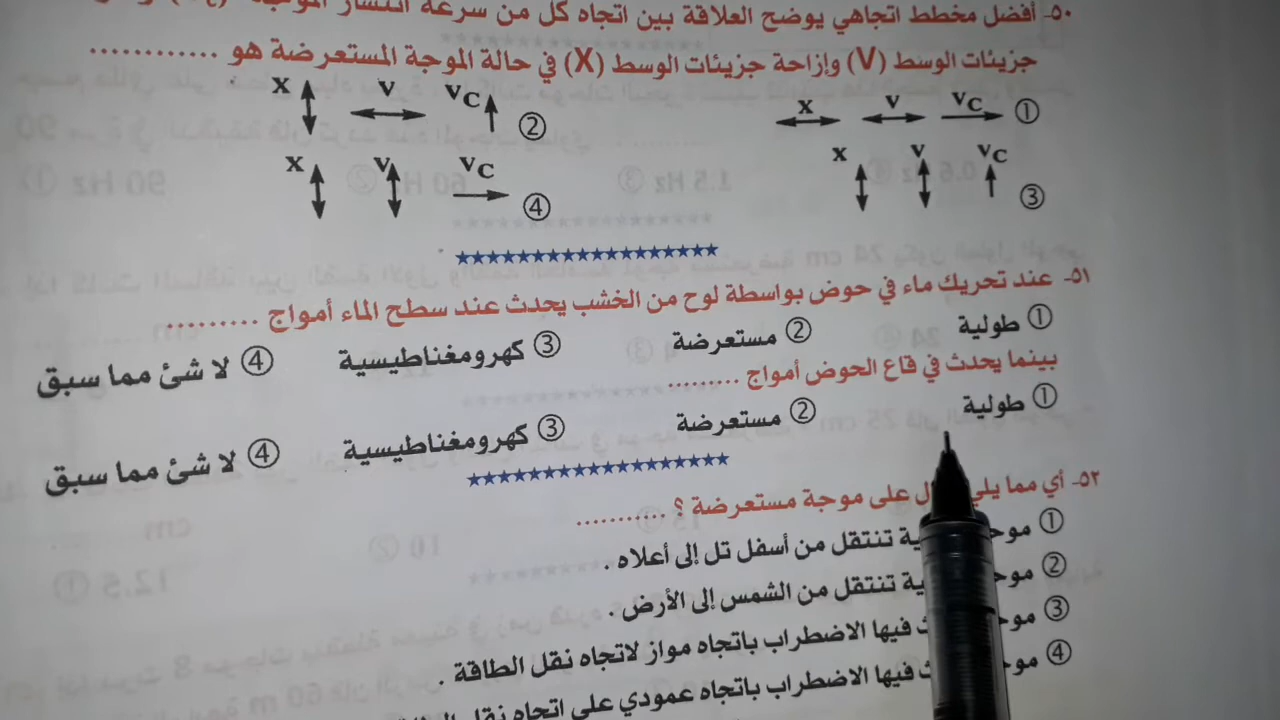 ٥٠- أفضل مخطط اتجاهي يوضح العلاقة بين اتجاه كل من سرعة انتشار الموجة
جزيئات الوسط (V) وإزاحة جزيئات الوسط (X) في حالة الموجة المستعرضة هو ............
① X V VC
② X V VC
③ X V VC
④ X V VC
★★★★★★★★★★★★★★★★★★
٥١- عند تحريك ماء في حوض بواسطة لوح من الخشب يحدث عند سطح الماء أمواج .........
① طولية ② مستعرضة ③ كهرومغناطيسية ④ لا شئ مما سبق
بينما يحدث في قاع الحوض أمواج .........
① طولية ② مستعرضة ③ كهرومغناطيسية ④ لا شئ مما سبق
★★★★★★★★★★★★★★★★★★
٥٢- أي مما يلي على موجة مستعرضة ؟ ...........
① تنتقل من أسفل تل إلى أعلاه .
② تنتقل من الشمس إلى الأرض .
③ فيها الاضطراب باتجاه مواز لاتجاه نقل الطاقة .
④ فيها الاضطراب باتجاه عمودي على اتجاه نقل